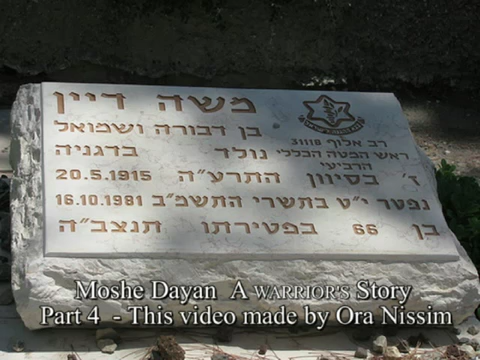 משה דיין
בן דבורה ושמואל
רב אלוף 31118
ראש המטה הכללי
הרביעי
נולד בדגניה
ז' בסיוון התרע"ה 20.5.1915
נפטר י"ט בתשרי התשמ"ב 16.10.1981
בן 66 בפטירתו תנצב"ה
Moshe Dayan A WARRIOR'S Story
Part 4 - This video made by Ora Nissim